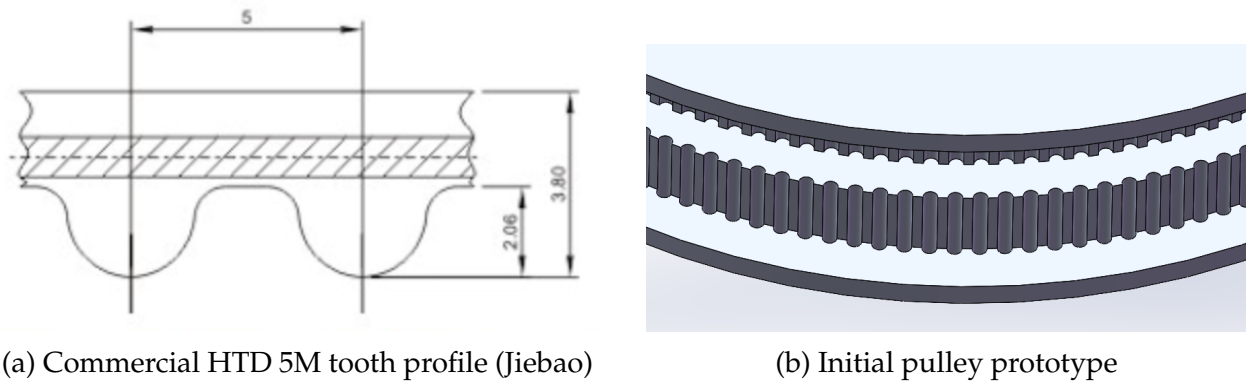 5
3.80
2.06
(a) Commercial HTD 5M tooth profile (Jiebao)
(b) Initial pulley prototype